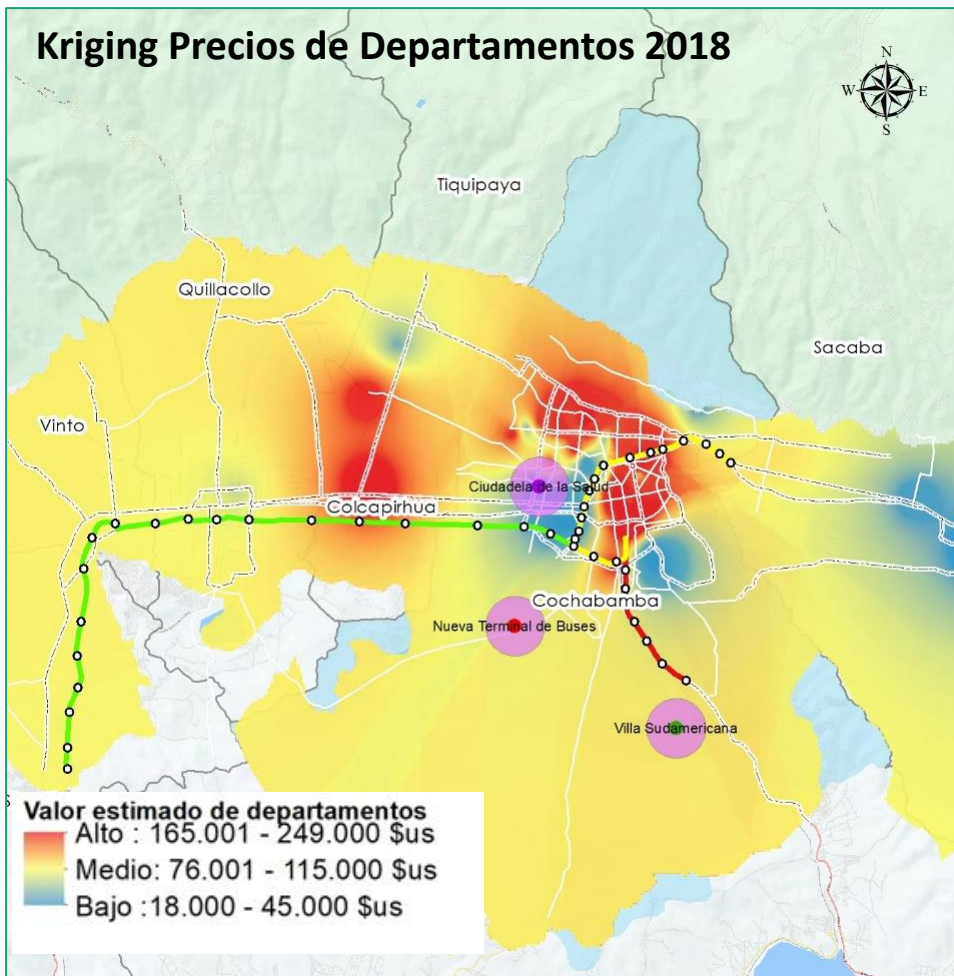 Kriging Precios de Departamentos 2018
N
W E
S
Tiquipaya
Quillacollo
Sacaba
Vinto
Ciudadela de la Salud
Colcapirhua
Cochabamba
Nueva Terminal de Buses
Villa Sudamericana
s
Valor estimado de departamentos
Alto : 165.001 - 249.000 $us
Medio: 76.001 - 115.000 $us
Bajo :18.000 - 45.000 $us